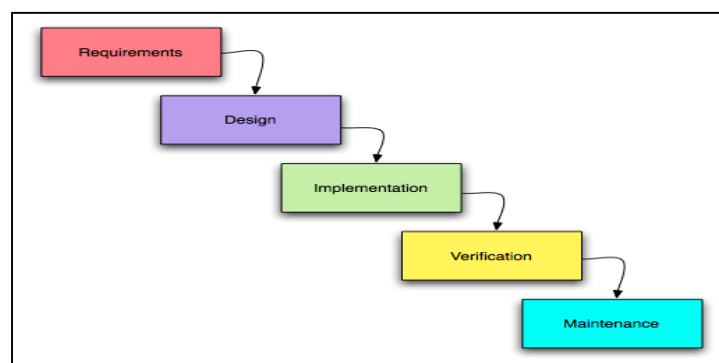 Requirements
Design
Implementation
Verification
Maintenance